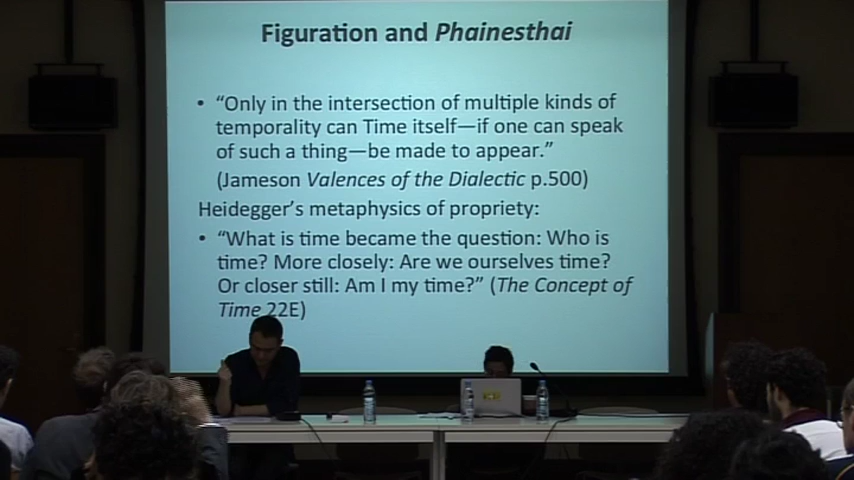 Figuration and Phainesthai
• “Only in the intersection of multiple kinds of
temporality can Time itself—if one can speak
of such a thing—be made to appear.”
(Jameson Valences of the Dialectic p.500)
Heidegger’s metaphysics of propriety:
• “What is time became the question: Who is
time? More closely: Are we ourselves time?
Or closer still: Am I my time?” (The Concept of
Time 22E)